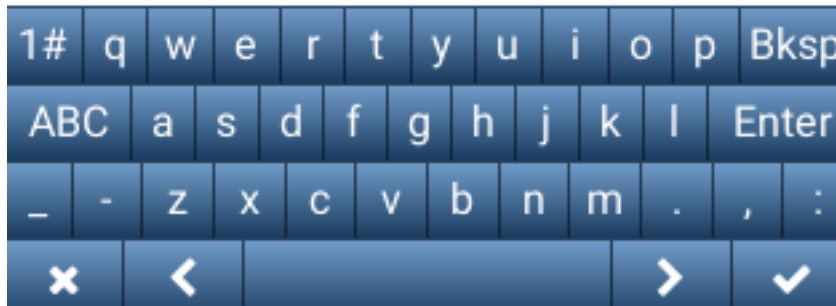 1# q w e r t y u i o p Bksp
ABC a s d f g h j k l Enter
_ - z x c v b n m . , :